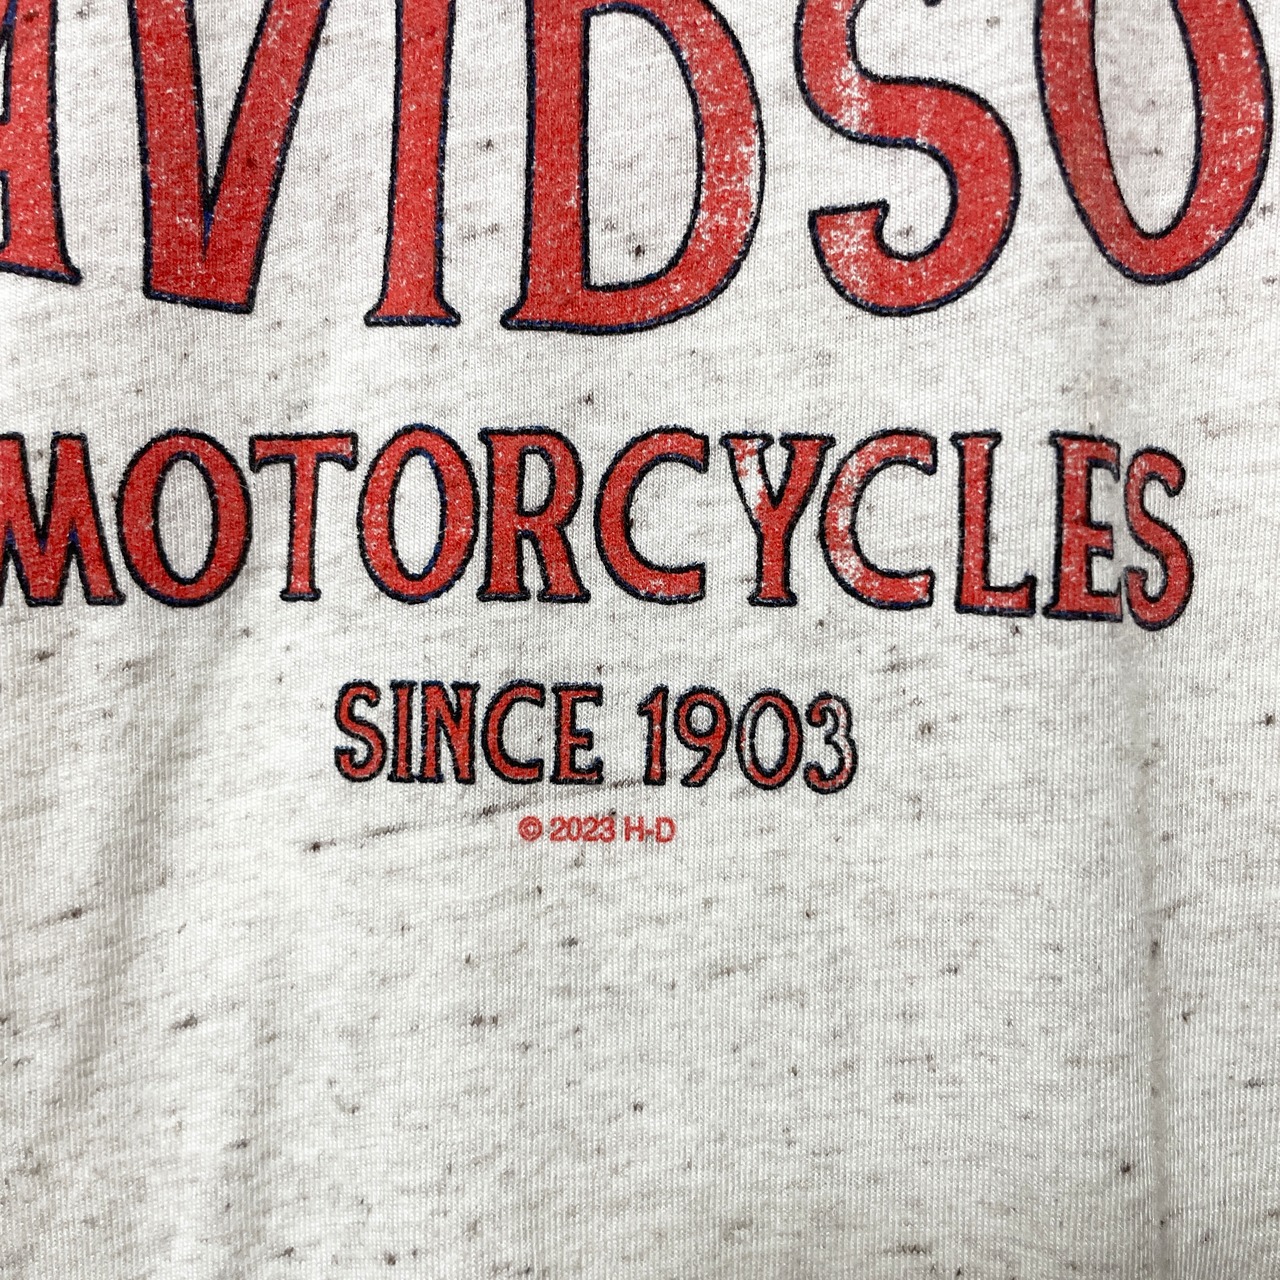 AVIDSO
MOTORCYCLES
SINCE 1903
© 2023 H-D